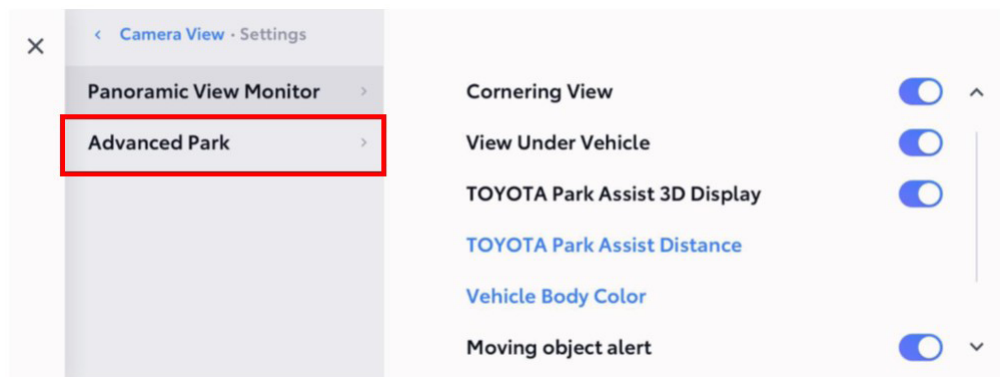 Camera View · Settings
Panoramic View Monitor
Advanced Park
Cornering View
View Under Vehicle
TOYOTA Park Assist 3D Display
TOYOTA Park Assist Distance
Vehicle Body Color
Moving object alert